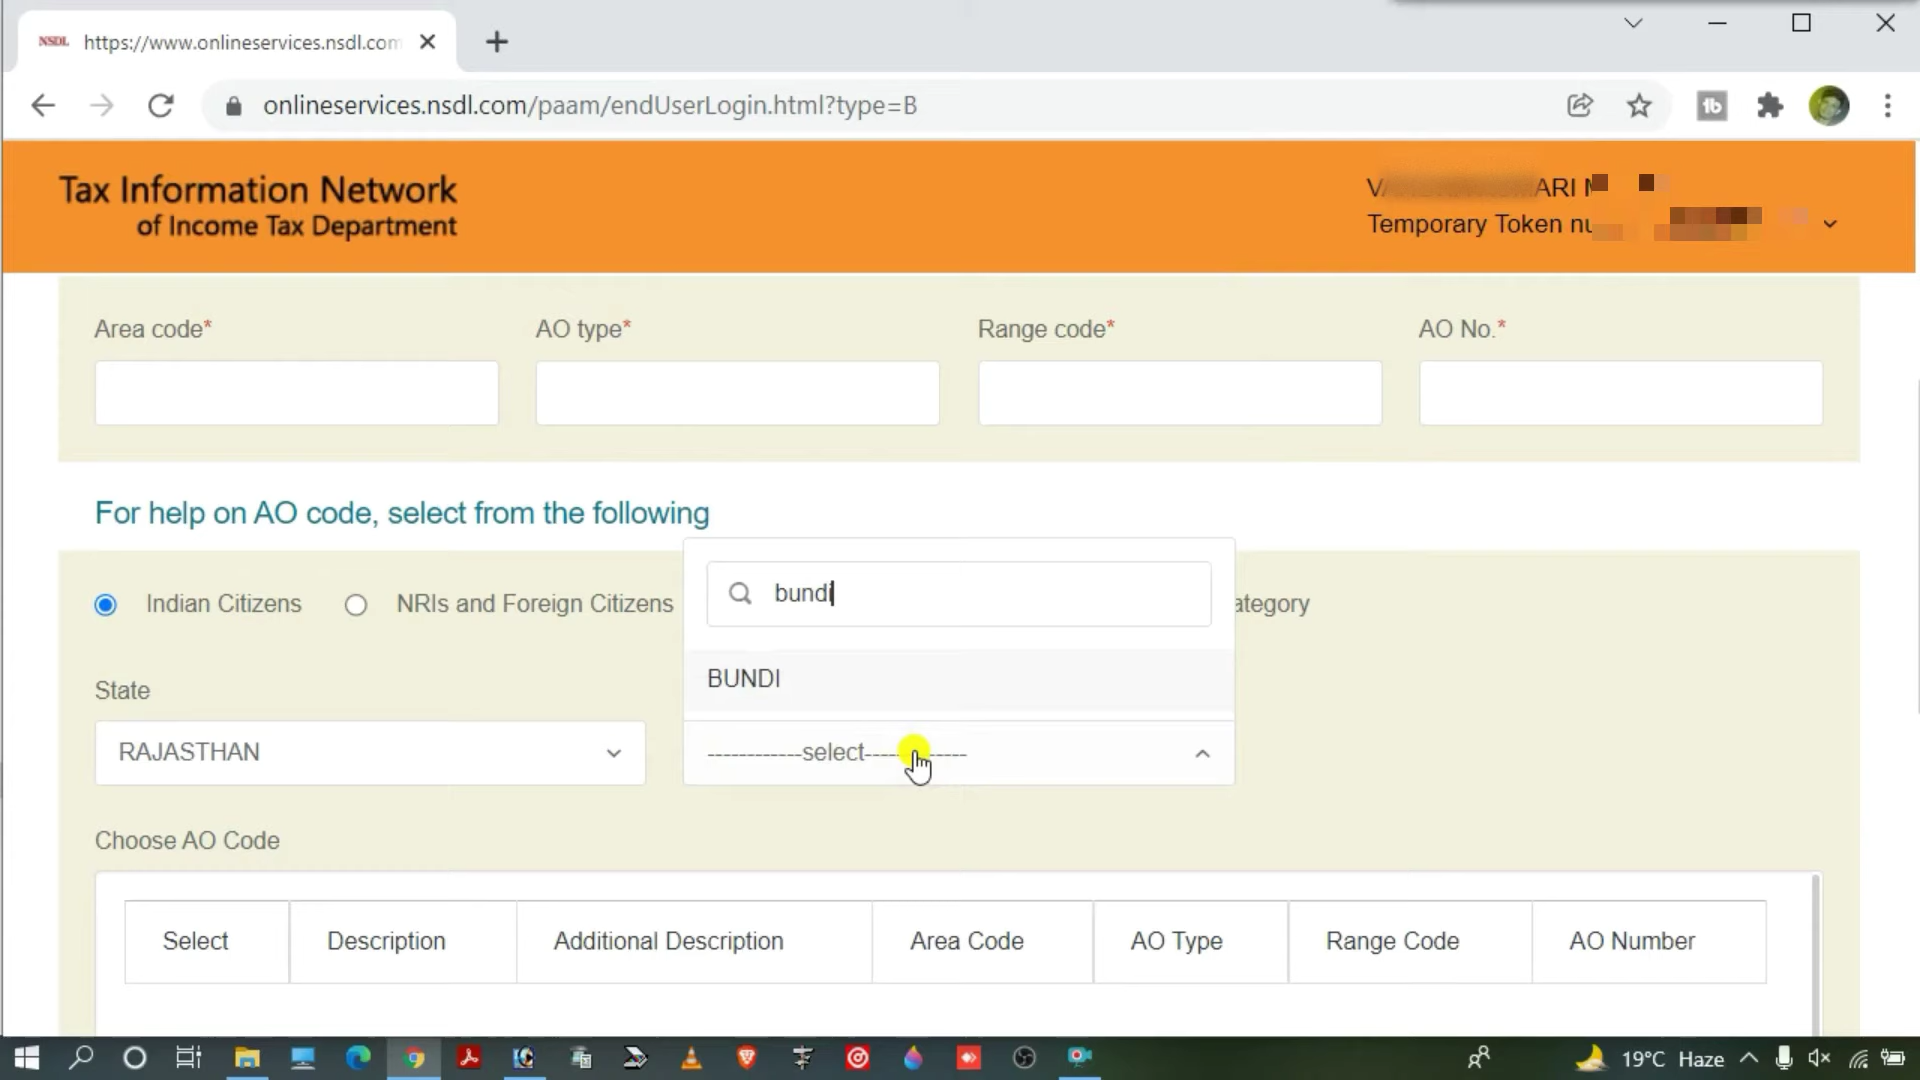 NSDL https://www.onlineservices.nsdl.com
onlineservices.nsdl.com/paam/endUserLogin.html?type=B
Tax Information Network
of Income Tax Department
ARI
Temporary Token
Area code*
AO type*
Range code*
AO No.*
For help on AO code, select from the following
Indian Citizens
NRIs and Foreign Citizens
ategory
bundi
BUNDI
State
RAJASTHAN
------------select------------
Choose AO Code
Select
Description
Additional Description
Area Code
AO Type
Range Code
AO Number
19°C Haze